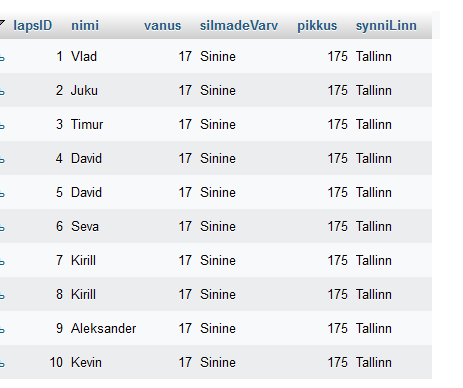 lapsID nimi vanus silmadeVarv pikkus synniLinn
1 Vlad 17 Sinine 175 Tallinn
2 Juku 17 Sinine 175 Tallinn
3 Timur 17 Sinine 175 Tallinn
4 David 17 Sinine 175 Tallinn
5 David 17 Sinine 175 Tallinn
6 Seva 17 Sinine 175 Tallinn
7 Kirill 17 Sinine 175 Tallinn
8 Kirill 17 Sinine 175 Tallinn
9 Aleksander 17 Sinine 175 Tallinn
10 Kevin 17 Sinine 175 Tallinn